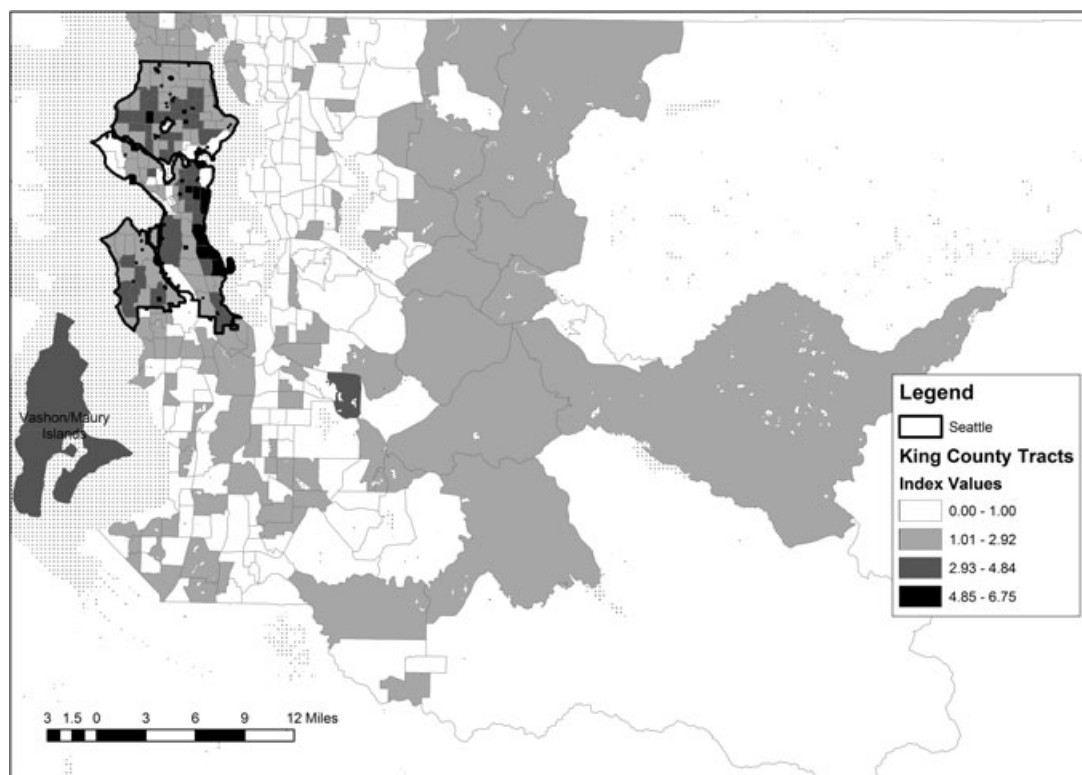 Vashon/Maury
Islands
Legend
Seattle
King County Tracts
Index Values
0.00 - 1.00
1.01 - 2.92
2.93 - 4.84
4.85 - 6.75
3 1.5 0 3 6 9 12 Miles